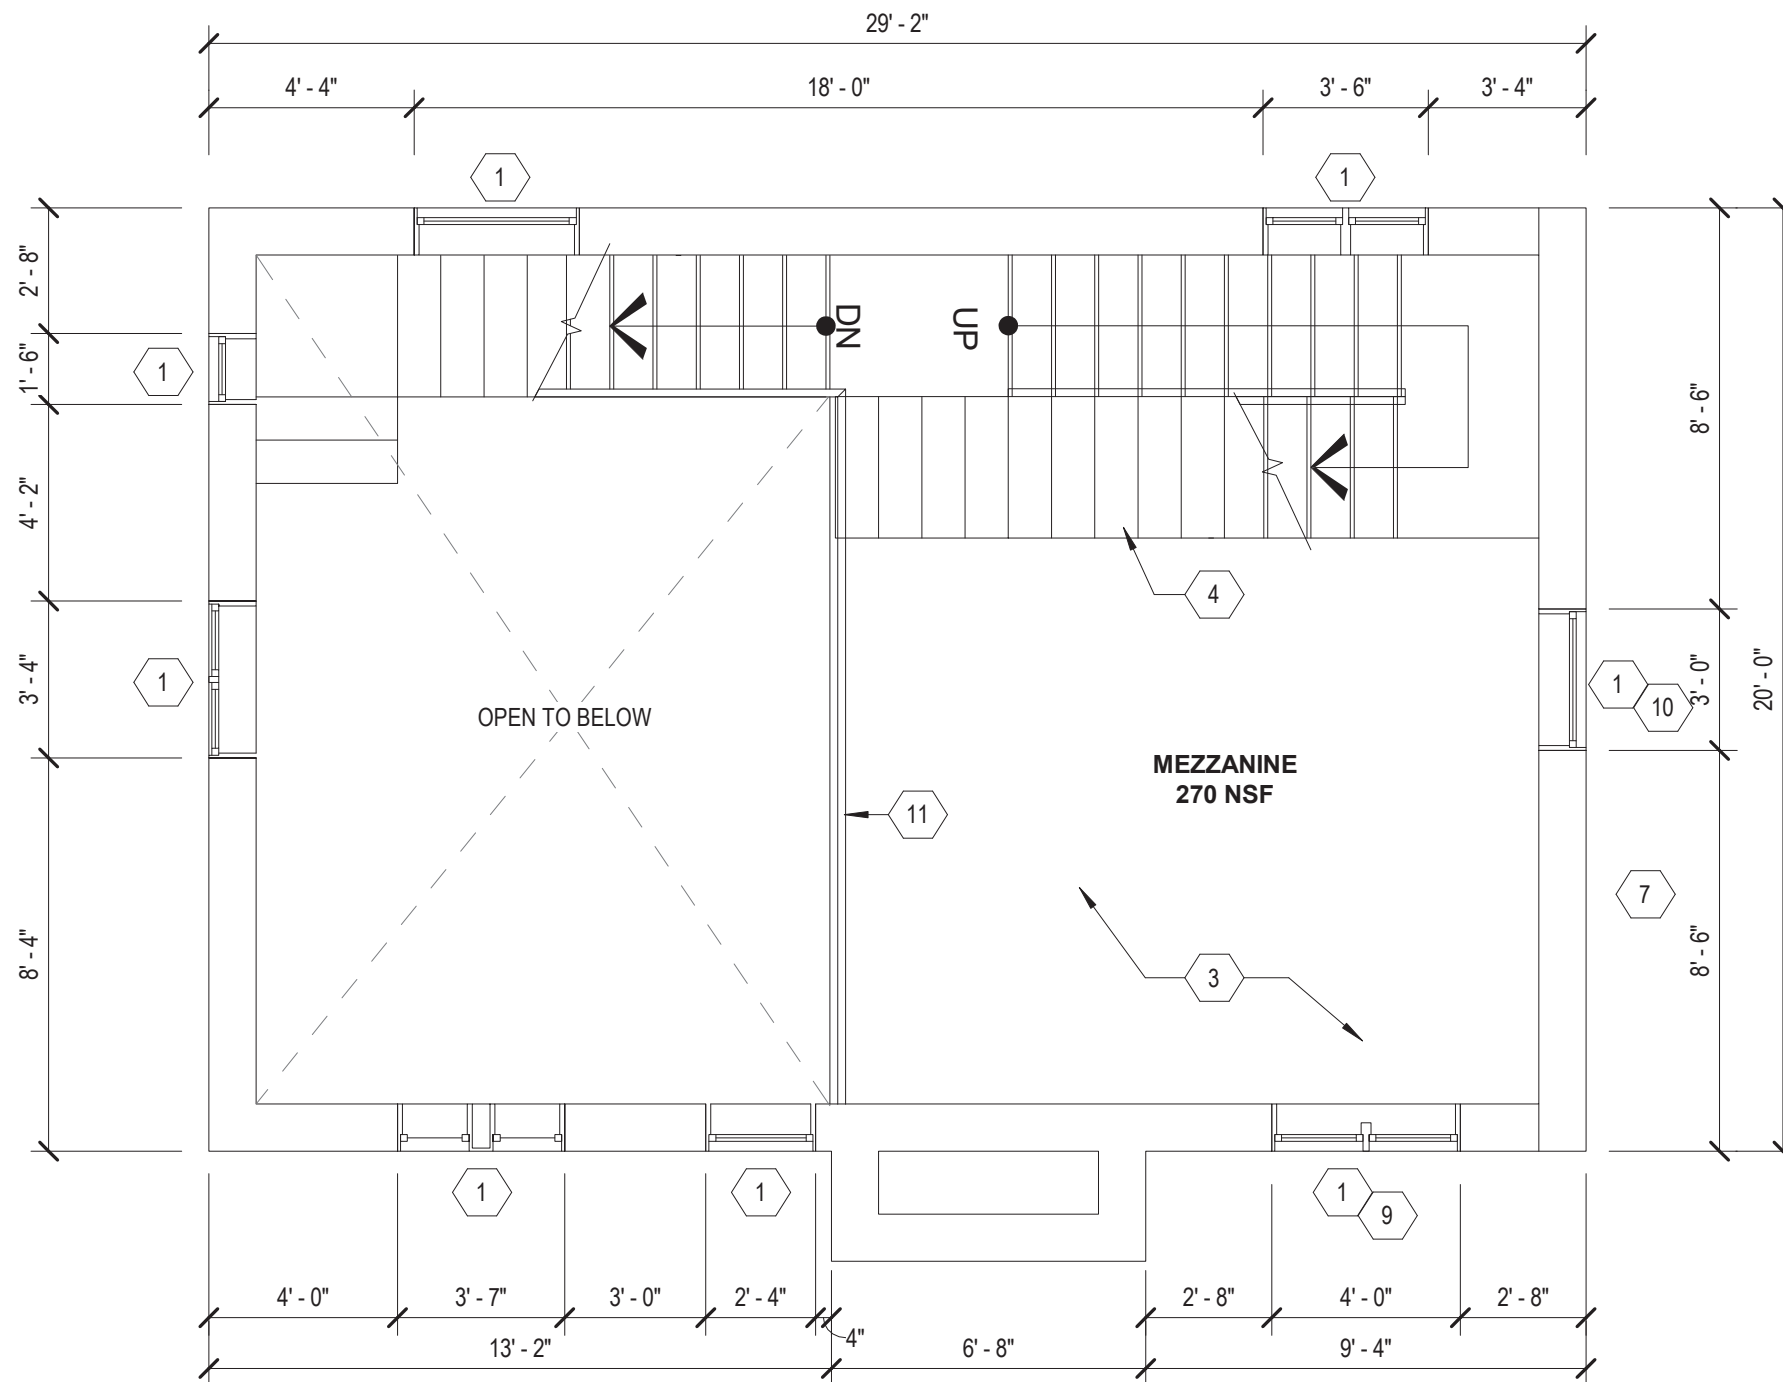 29' - 2"
4' - 4"
18' - 0"
3' - 6"
3' - 4"
1
1
2' - 8"
1' - 6"
4' - 2"
3' - 4"
8' - 4"
1
1
DN
UP
4
OPEN TO BELOW
MEZZANINE
270 NSF
11
3
8' - 6"
3' - 0"
8' - 6"
20' - 0"
1
10
7
1
1
1
9
4' - 0"
3' - 7"
3' - 0"
2' - 4"
4"
2' - 8"
4' - 0"
2' - 8"
13' - 2"
6' - 8"
9' - 4"